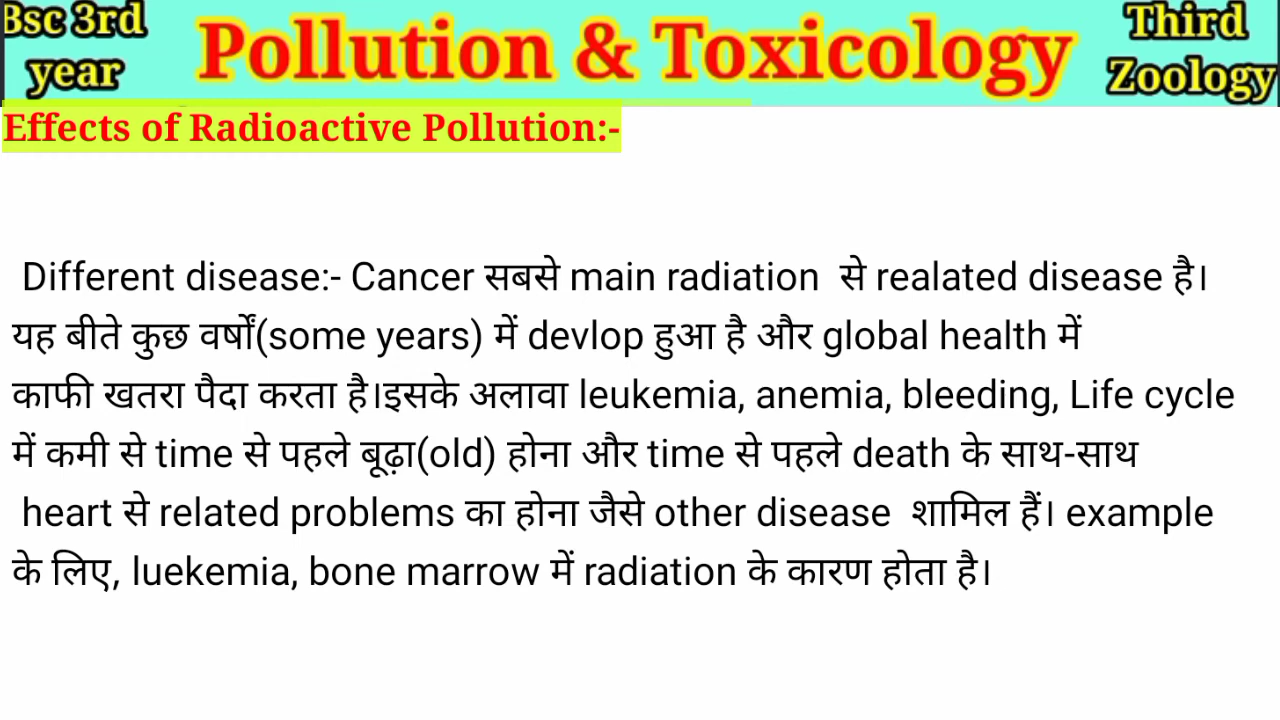 Bsc 3rd
year
Pollution & Toxicology
Third
Zoology
Effects of Radioactive Pollution:-
Different disease:- Cancer सबसे main radiation से realated disease है।
यह बीते कुछ वर्षों(some years) में devlop हुआ है और global health में
काफी खतरा पैदा करता है।इसके अलावा leukemia, anemia, bleeding, Life cycle
में कमी से time से पहले बूढ़ा(old) होना और time से पहले death के साथ-साथ
heart से related problems का होना जैसे other disease शामिल हैं। example
के लिए, luekemia, bone marrow में radiation के कारण होता है।